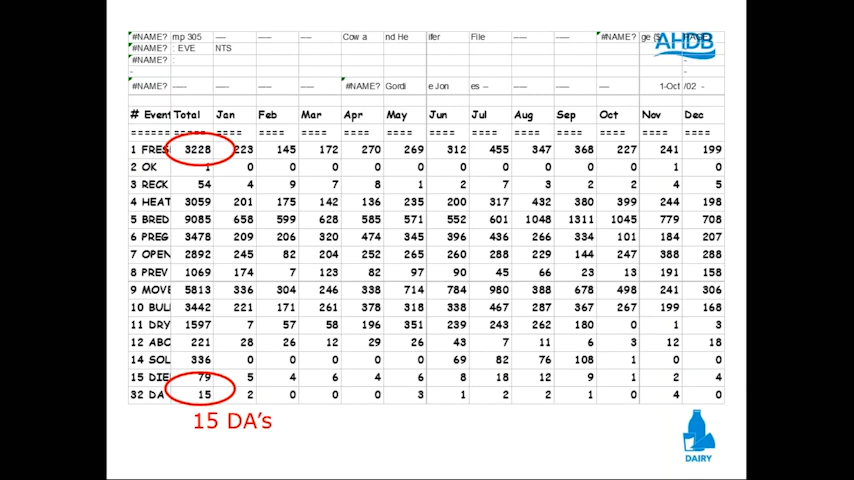 #NAME? mp 305 ---- ---- ---- Cow a nd He ifer File ---- ---- #NAME? ge ($
AHDB
#NAME? : EVE NTS
#NAME? :
#NAME? ---- ---- ---- #NAME? Gordi e Jon es -- ---- ---- ---- 1-Oct /02 -
# Event Total Jan Feb Mar Apr May Jun Jul Aug Sep Oct Nov Dec
====== ===== ==== ==== ==== ==== ==== ==== ==== ==== ==== ==== ==== ====
1 FRES 3228 223 145 172 270 269 312 455 347 368 227 241 199
2 OK 1 0 0 0 0 0 0 0 0 0 0 1 0
3 RECK 54 4 9 7 8 1 2 7 3 2 2 4 5
4 HEAT 3059 201 175 142 136 235 200 317 432 380 399 244 198
5 BRED 9085 658 599 628 585 571 552 601 1048 1311 1045 779 708
6 PREG 3478 209 206 320 474 345 396 436 266 334 101 184 207
7 OPEN 2892 245 82 204 252 265 260 288 229 144 247 388 288
8 PREV 1069 174 7 123 82 97 90 45 66 23 13 191 158
9 MOVE 5813 336 304 246 338 714 784 980 388 678 498 241 306
10 BUL 3442 221 171 261 378 318 338 467 287 367 267 199 168
11 DRY 1597 7 57 58 196 351 239 243 262 180 0 1 3
12 ABO 221 28 26 12 29 26 43 7 11 6 3 12 18
14 SOL 336 0 0 0 0 0 69 82 76 108 1 0 0
15 DIE 79 5 4 6 4 6 8 18 12 9 1 2 4
32 DA 15 2 0 0 0 3 1 2 2 1 0 4 0
15 DA's
DAIRY